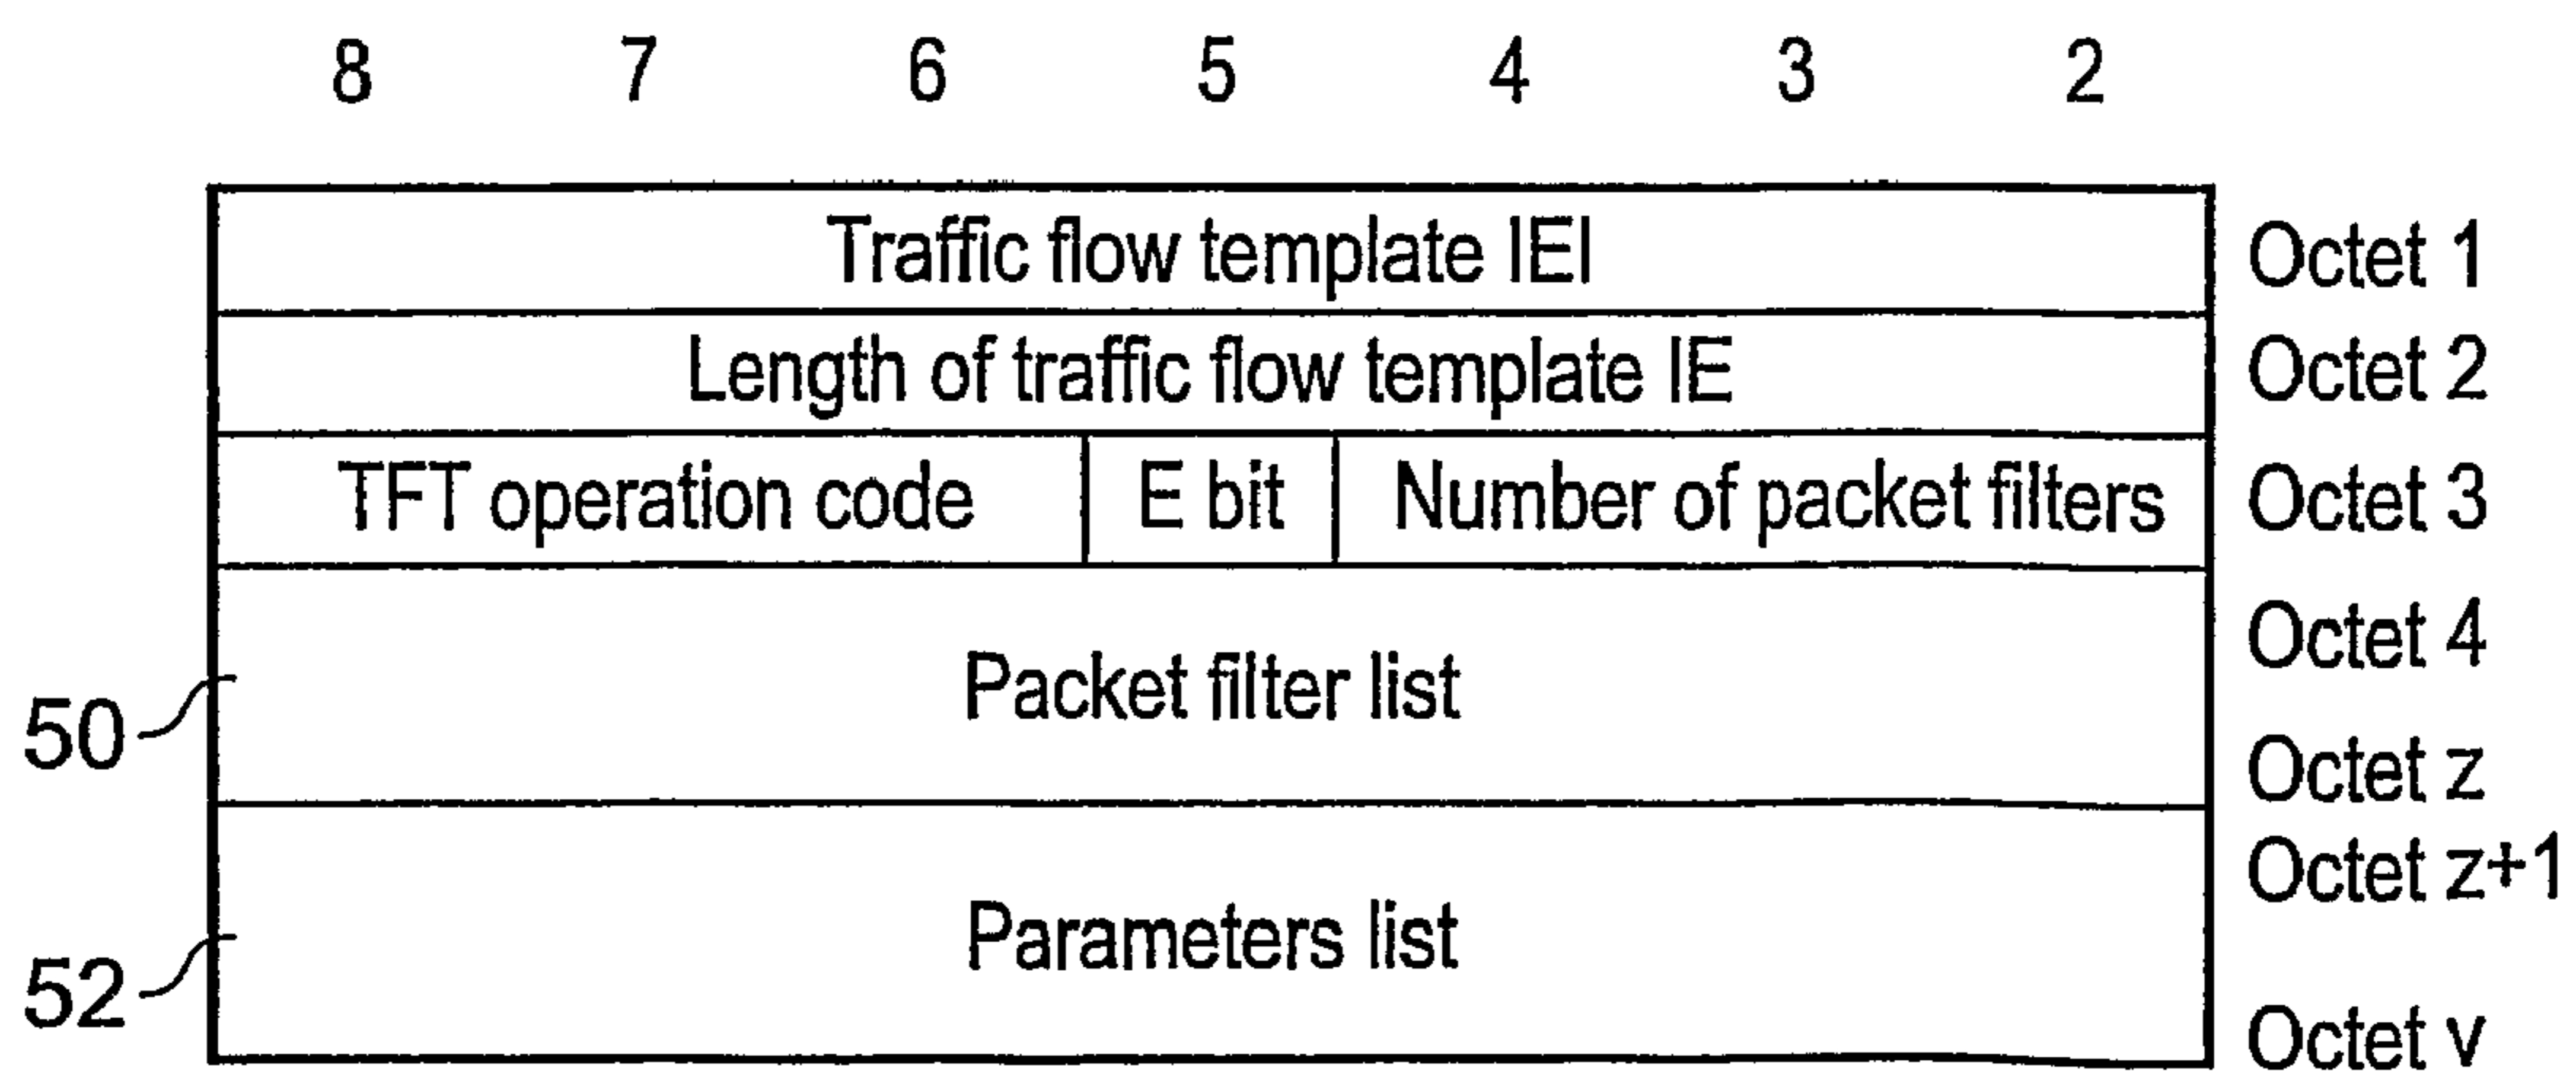 8 7 6 5 4 3 2
Traffic flow template IEI Octet 1
Length of traffic flow template IE Octet 2
TFT operation code E bit Number of packet filters Octet 3
Octet 4
50 Packet filter list
Octet z
Octet z+1
52 Parameters list
Octet v